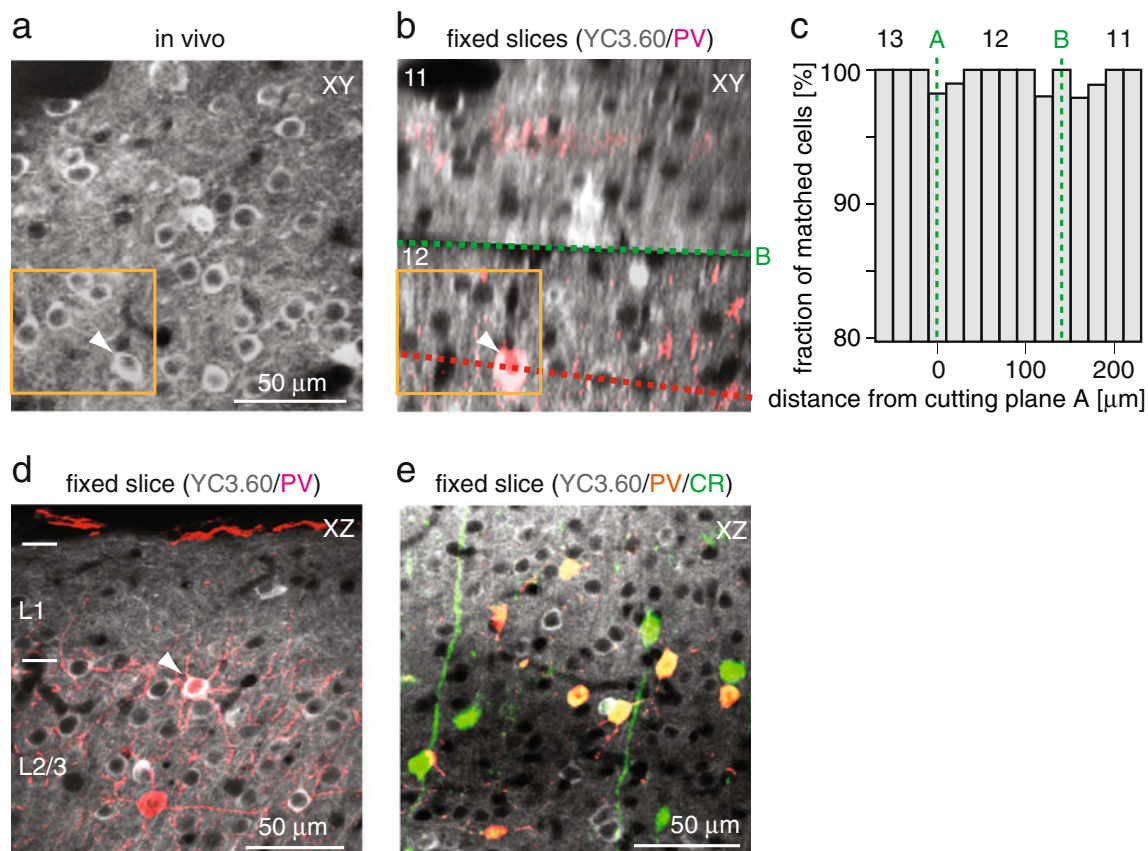 a
in vivo
XY
50 μm
b
fixed slices (YC3.60/PV)
11
XY
B
12
c
13 A 12 B 11
fraction of matched cells [%]
100
90
80
0 100 200
distance from cutting plane A [μm]
d
fixed slice (YC3.60/PV)
XZ
L1
L2/3
50 μm
e
fixed slice (YC3.60/PV/CR)
XZ
50 μm